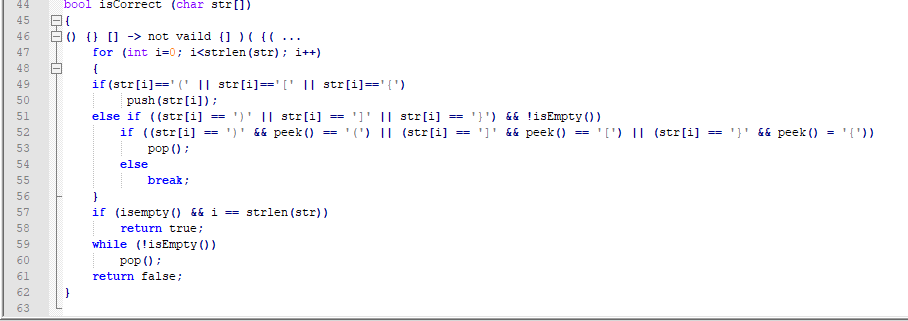 44 bool isCorrect (char str[])
45 {
46 () {} [] -> not vaild {] )( {( ...
47 for (int i=0; i<strlen(str); i++)
48 {
49 if(str[i]=='(' || str[i]=='[' || str[i]=='{')
50 push(str[i]);
51 else if ((str[i] == ')' || str[i] == ']' || str[i] == '}') && !isEmpty())
52 if ((str[i] == ')' && peek() == '(') || (str[i] == ']' && peek() == '[') || (str[i] == '}' && peek() = '{'))
53 pop();
54 else
55 break;
56 }
57 if (isempty() && i == strlen(str))
58 return true;
59 while (!isEmpty())
60 pop();
61 return false;
62 }
63